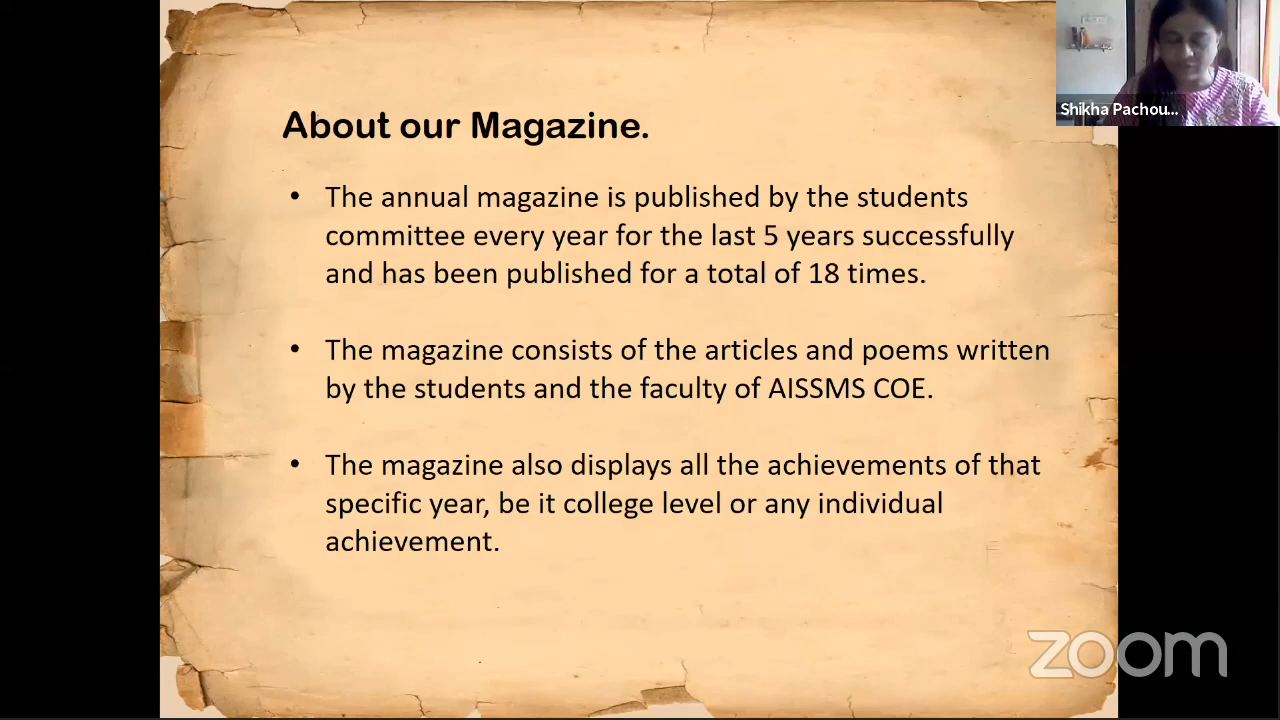 Shikha Pachou...
About our Magazine.
• The annual magazine is published by the students
committee every year for the last 5 years successfully
and has been published for a total of 18 times.
• The magazine consists of the articles and poems written
by the students and the faculty of AISSMS COE.
• The magazine also displays all the achievements of that
specific year, be it college level or any individual
achievement.
zoom